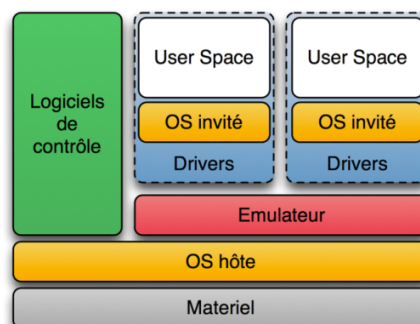 User Space
User Space
Logiciels
de
contrôle
OS invité
OS invité
Drivers
Drivers
Emulateur
OS hôte
Materiel